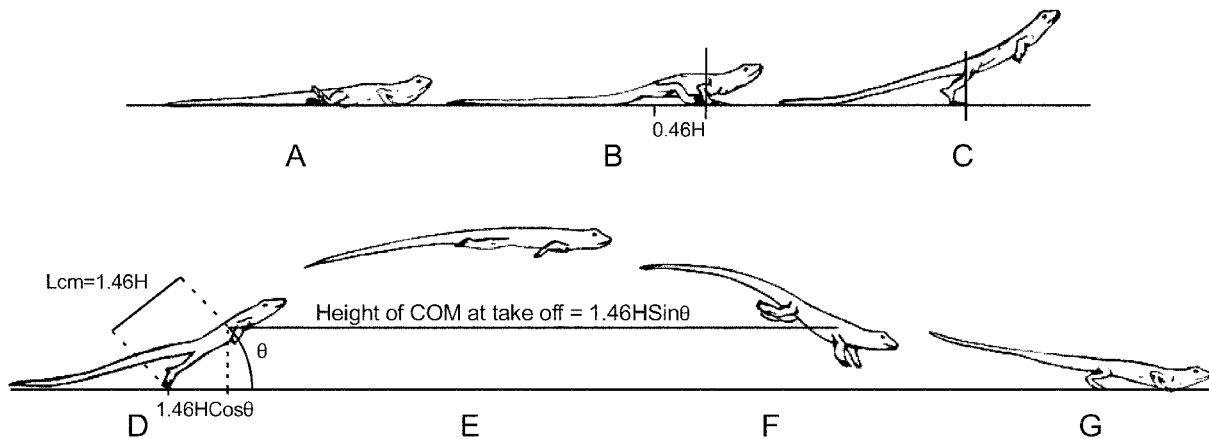 0.46H
A B C
Lcm=1.46H
Height of COM at take off = 1.46HSinθ
θ
1.46HCosθ
D E F G